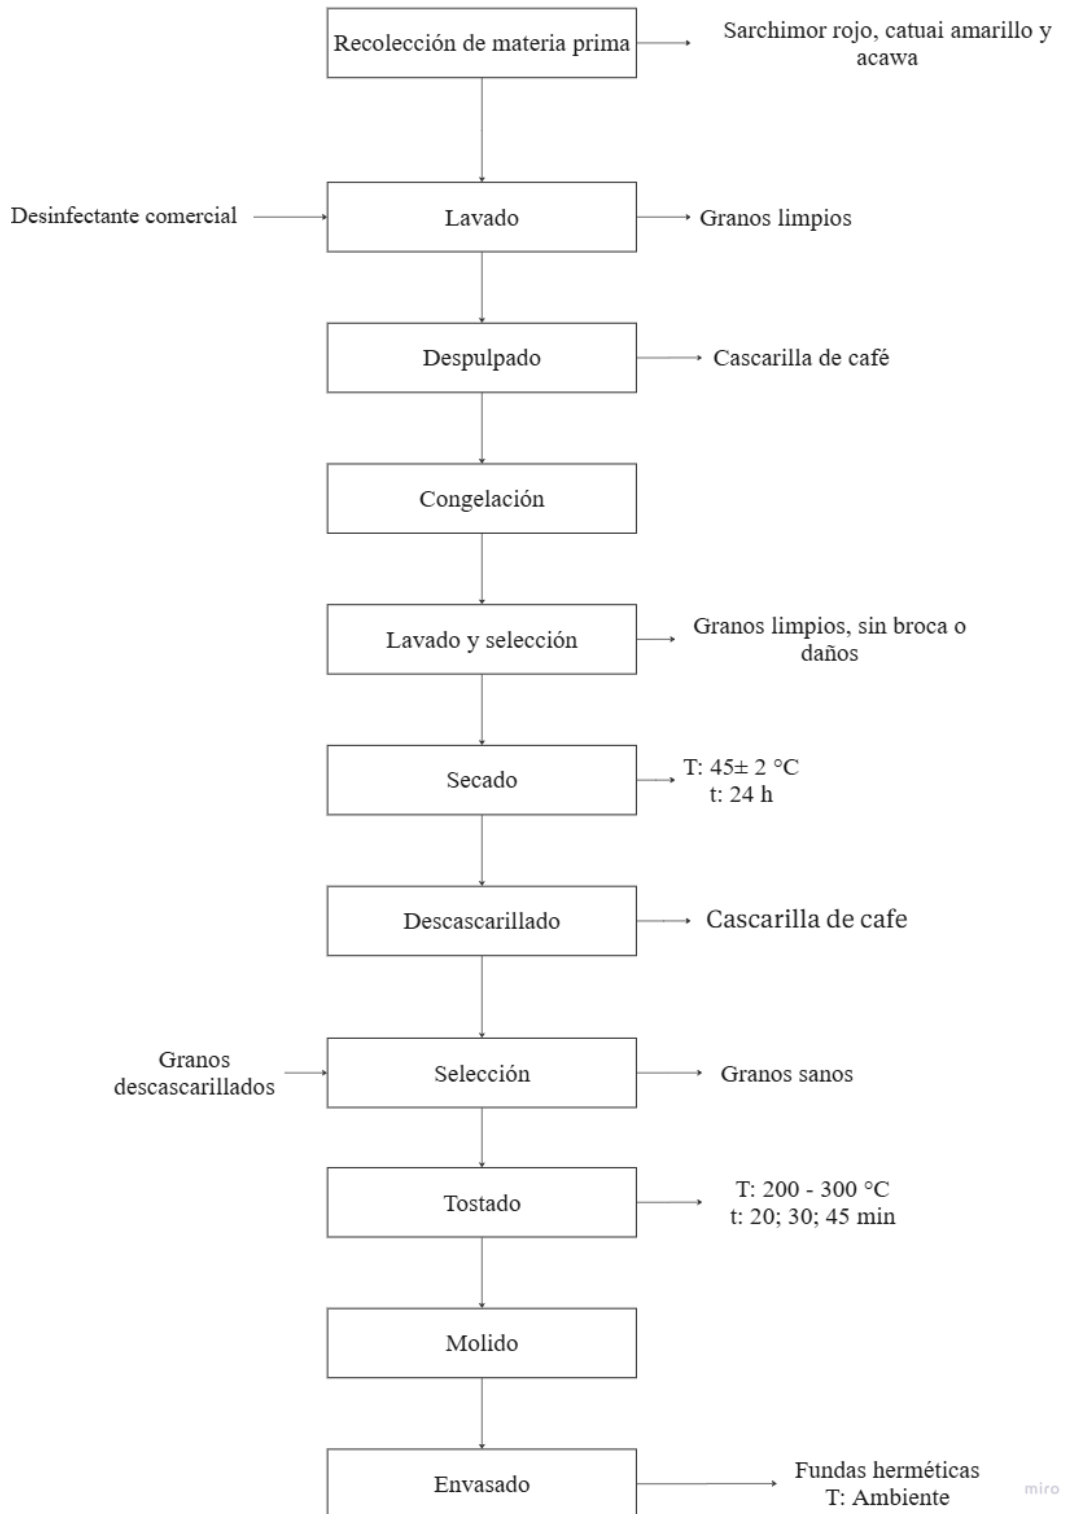 Recolección de materia prima
Sarchimor rojo, catuai amarillo y
acawa
Desinfectante comercial
Lavado
Granos limpios
Despulpado
Cascarilla de café
Congelación
Lavado y selección
Granos limpios, sin broca o
daños
Secado
T: 45± 2 °C
t: 24 h
Descascarillado
Cascarilla de cafe
Granos
descascarillados
Selección
Granos sanos
Tostado
T: 200 - 300 °C
t: 20; 30; 45 min
Molido
Envasado
Fundas herméticas
T: Ambiente
miro